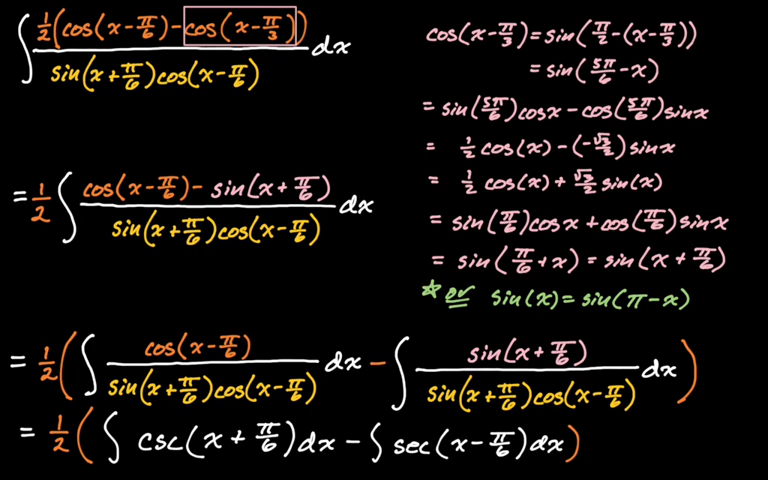 ∫ ½(cos(x-π/6)-cos(x-π/3)) / sin(x+π/6)cos(x-π/6) dx
= ½ ∫ cos(x-π/6)-sin(x+π/6) / sin(x+π/6)cos(x-π/6) dx
cos(x-π/3)=sin(π/2-(x-π/3))
=sin(5π/6-x)
=sin(5π/6)cosx-cos(5π/6)sinx
= ½cos(x)-(-√3/2)sinx
= ½cos(x)+√3/2 sin(x)
=sin(π/6)cosx+cos(π/6)sinx
= sin(π/6+x)=sin(x+π/6)
* or sin(x)=sin(π-x)
= ½(∫ cos(x-π/6) / sin(x+π/6)cos(x-π/6) dx - ∫ sin(x+π/6) / sin(x+π/6)cos(x-π/6) dx)
= ½(∫ csc(x+π/6)dx-∫sec(x-π/6)dx)